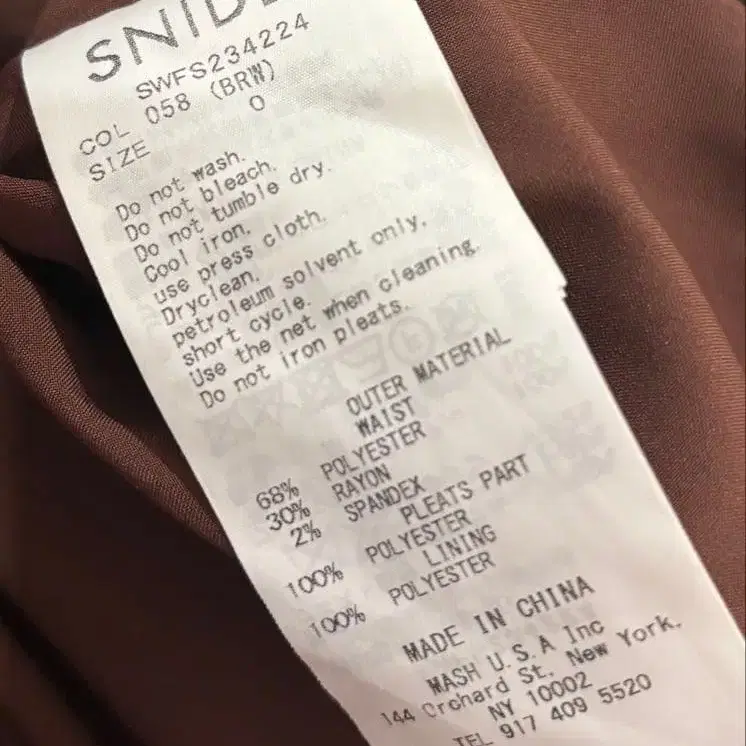 SNID
SWFS234224
COL 058 (BRW)
SIZE 0
Do not wash.
Do not bleach.
Do not tumble dry.
Cool iron.
use press cloth.
Dryclean.
petroleum solvent only,
short cycle.
Use the net when cleaning.
Do not iron pleats.
OUTER MATERIAL
WAIST
68% POLYESTER
30% RAYON
2% SPANDEX
PLEATS PART
100% POLYESTER
LINING
100% POLYESTER
MADE IN CHINA
MASH U.S.A Inc
144 Orchard St. New York,
NY 10002
TEL 917 409 5520